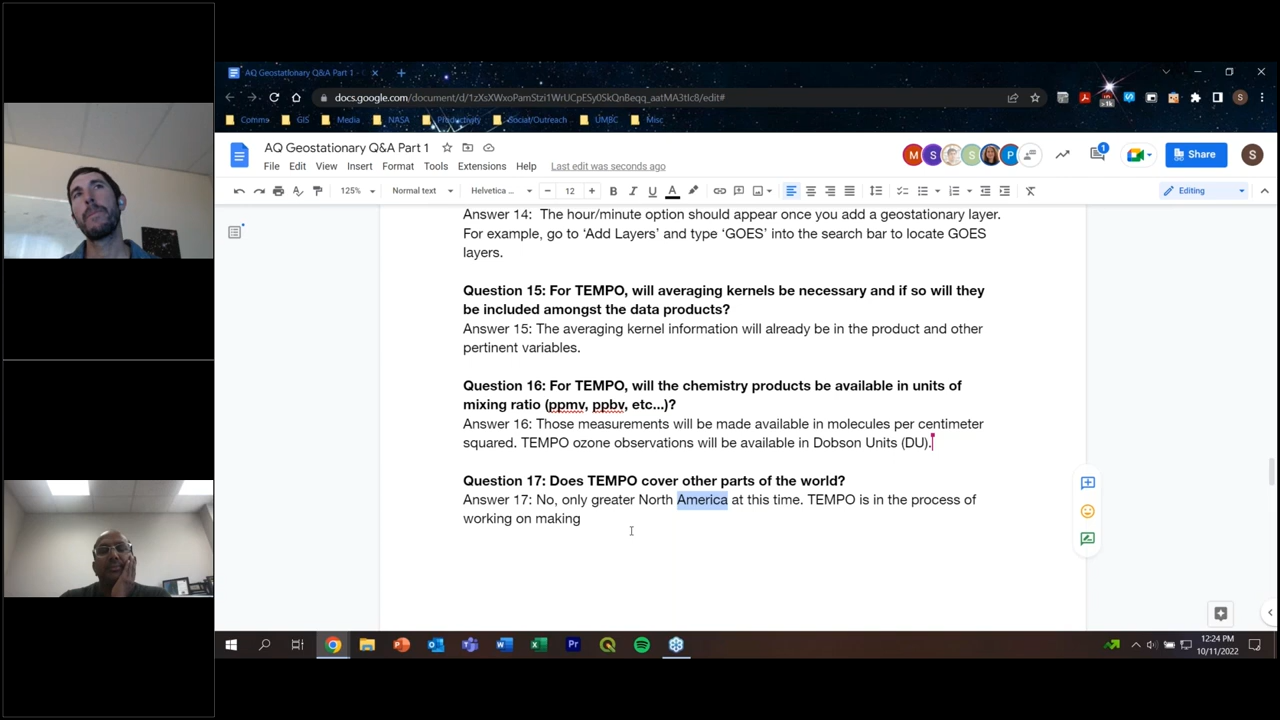 AQ Geostationary Q&A Part 1 -
docs.google.com/document/d/1zXsXWxoPamStzi1WrUCpESy0SkQnBeqq_aatMA3tIc8/edit#
Comms GIS Media NASA Productivity Social/Outreach UMBC Misc
AQ Geostationary Q&A Part 1
File Edit View Insert Format Tools Extensions Help Last edit was seconds ago
M S S P 1 Share S
125% Normal text Helvetica ... 12 B I U A Editing
Answer 14: The hour/minute option should appear once you add a geostationary layer.
For example, go to ‘Add Layers’ and type ‘GOES’ into the search bar to locate GOES
layers.
Question 15: For TEMPO, will averaging kernels be necessary and if so will they
be included amongst the data products?
Answer 15: The averaging kernel information will already be in the product and other
pertinent variables.
Question 16: For TEMPO, will the chemistry products be available in units of
mixing ratio (ppmv, ppbv, etc...)?
Answer 16: Those measurements will be made available in molecules per centimeter
squared. TEMPO ozone observations will be available in Dobson Units (DU).
Question 17: Does TEMPO cover other parts of the world?
Answer 17: No, only greater North America at this time. TEMPO is in the process of
working on making
12:24 PM
10/11/2022